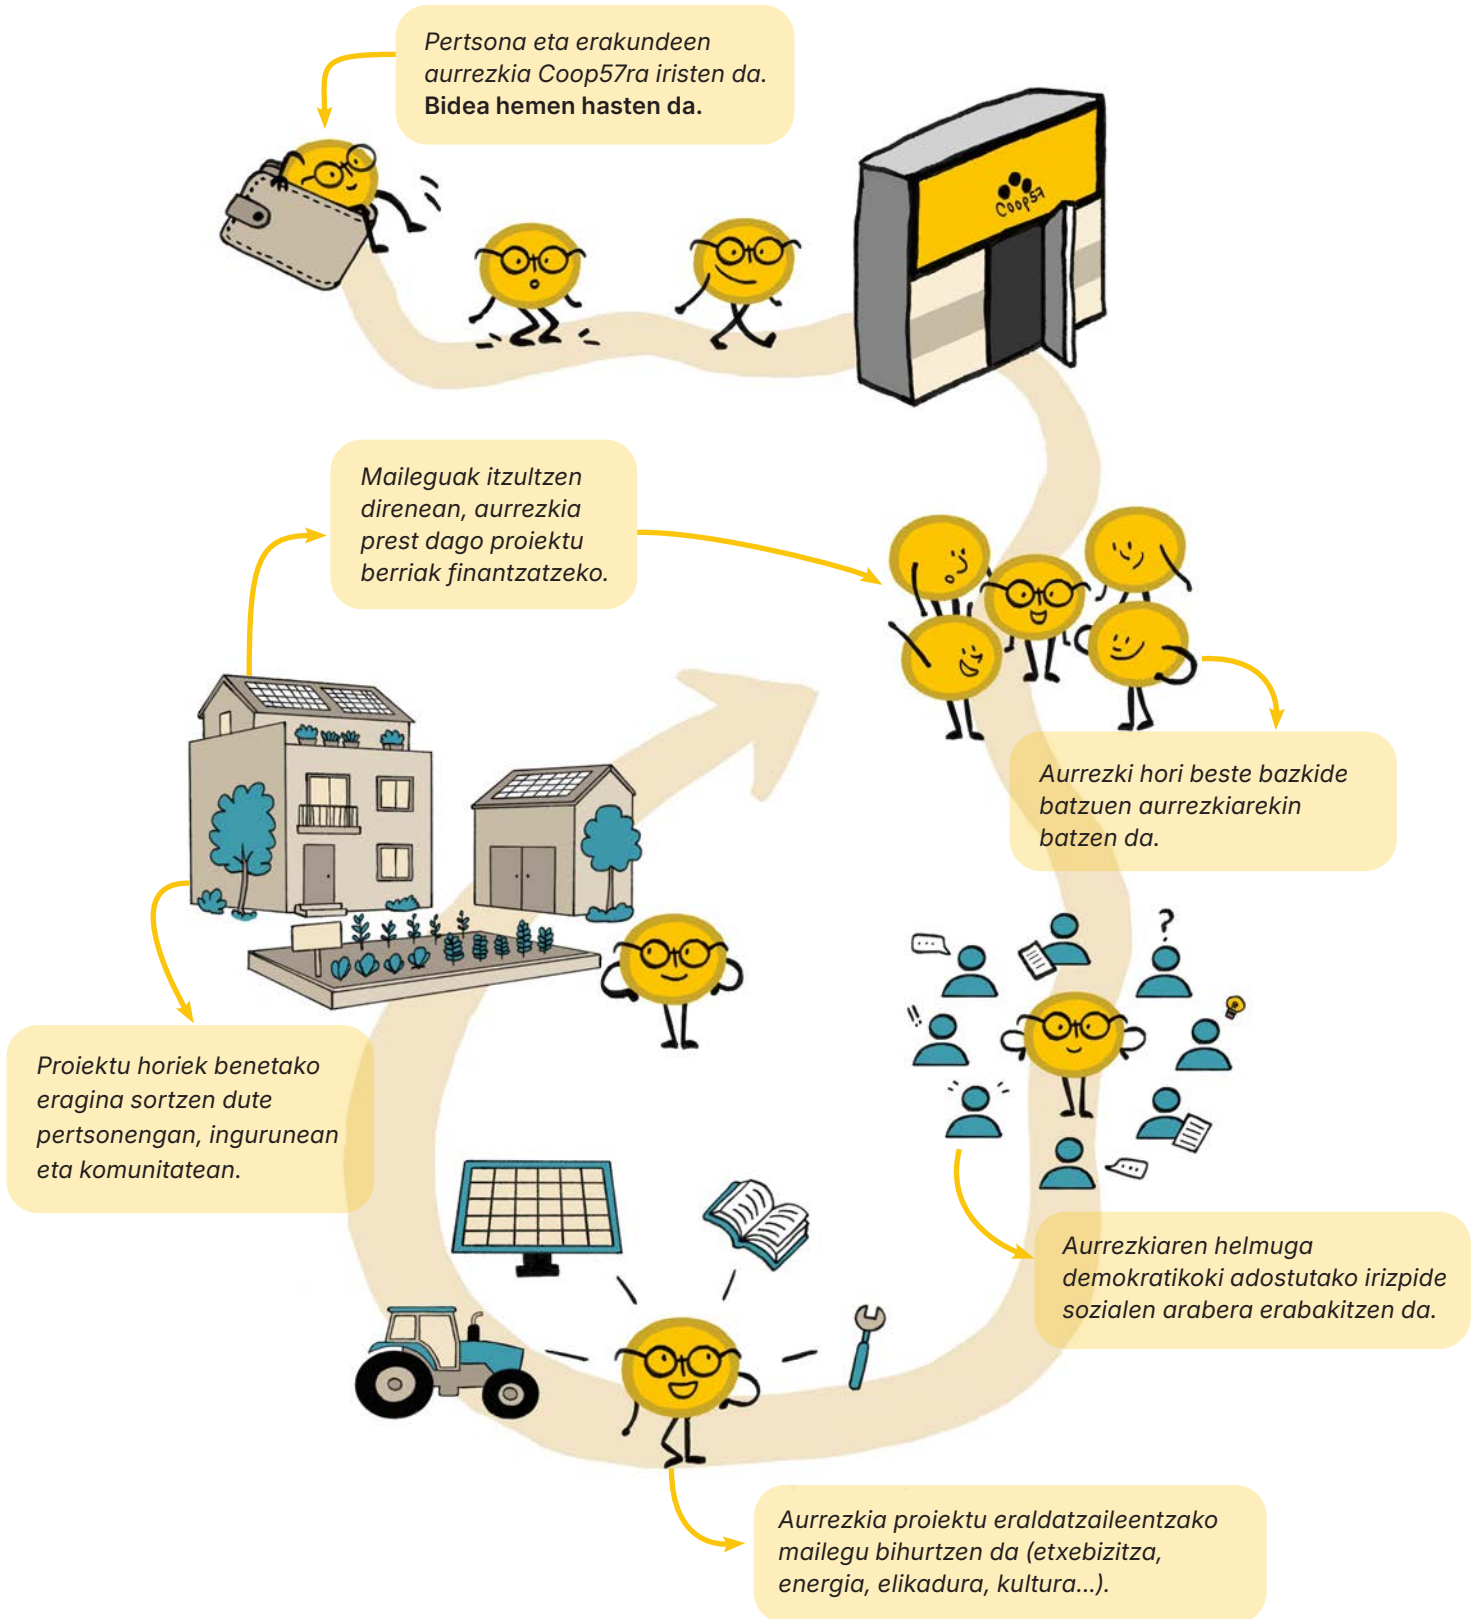 Pertsona eta erakundeen
aurrezkia Coop57ra iristen da.
Bidea hemen hasten da.
Coop57
Maileguak itzultzen
direnean, aurrezkia
prest dago proiektu
berriak finantzatzeko.
Aurrezki hori beste bazkide
batzuen aurrezkiarekin
batzen da.
?
!!
Proiektu horiek benetako
eragina sortzen dute
pertsonengan, ingurunean
eta komunitatean.
Aurrezkiaren helmuga
demokratikoki adostutako irizpide
sozialen arabera erabakitzen da.
Aurrezkia proiektu eraldatzaileentzako
mailegu bihurtzen da (etxebizitza,
energia, elikadura, kultura...).